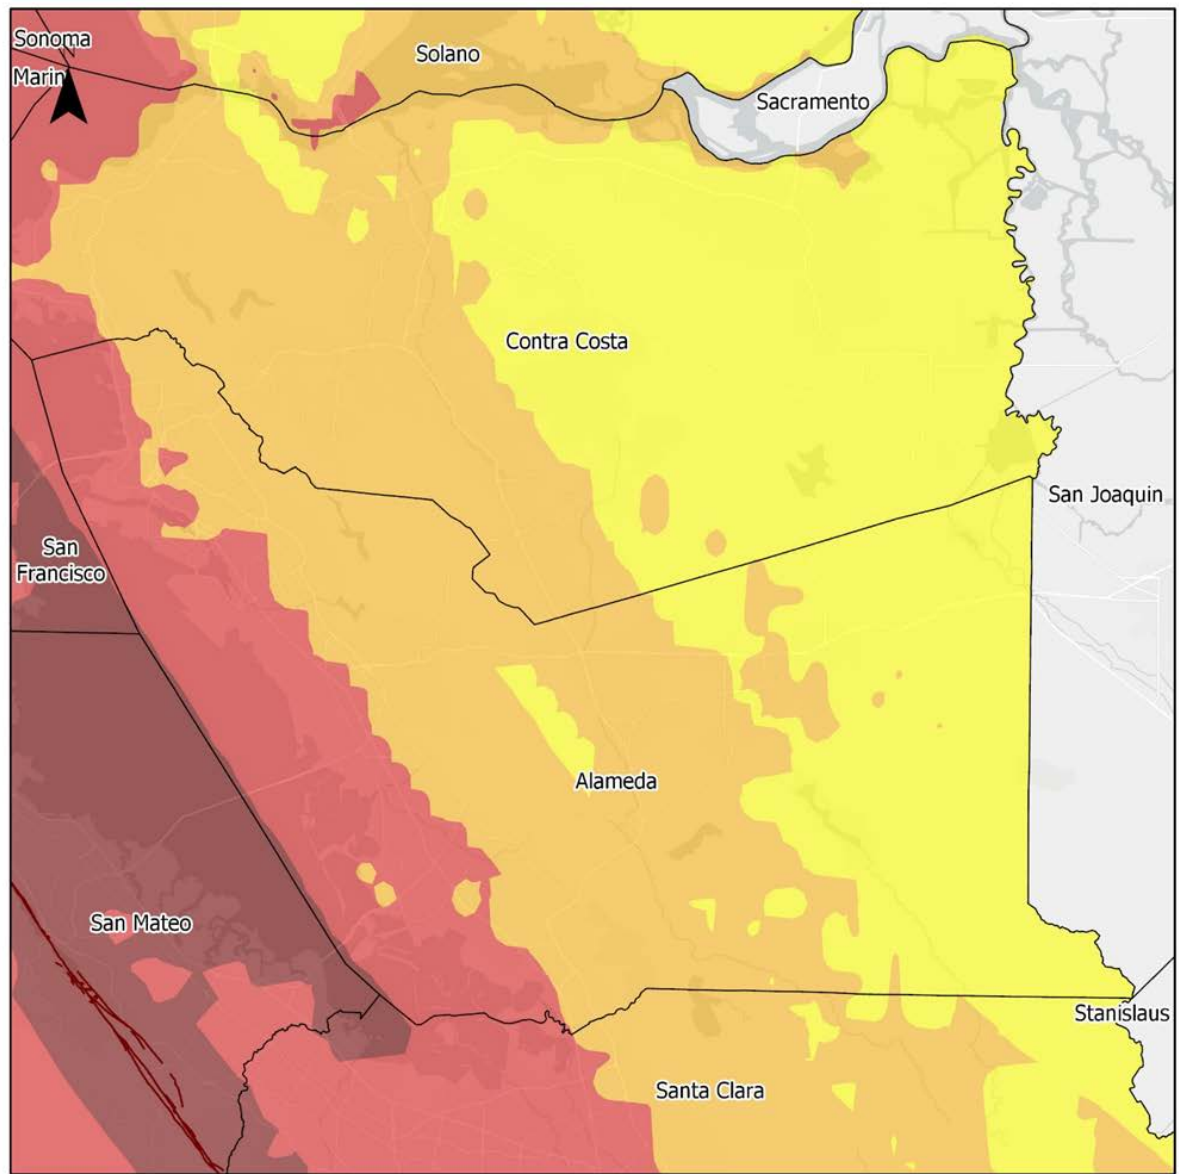 Sonoma
Solano
Marin
Sacramento
Contra Costa
San Joaquin
San
Francisco
Alameda
San Mateo
Stanislaus
Santa Clara